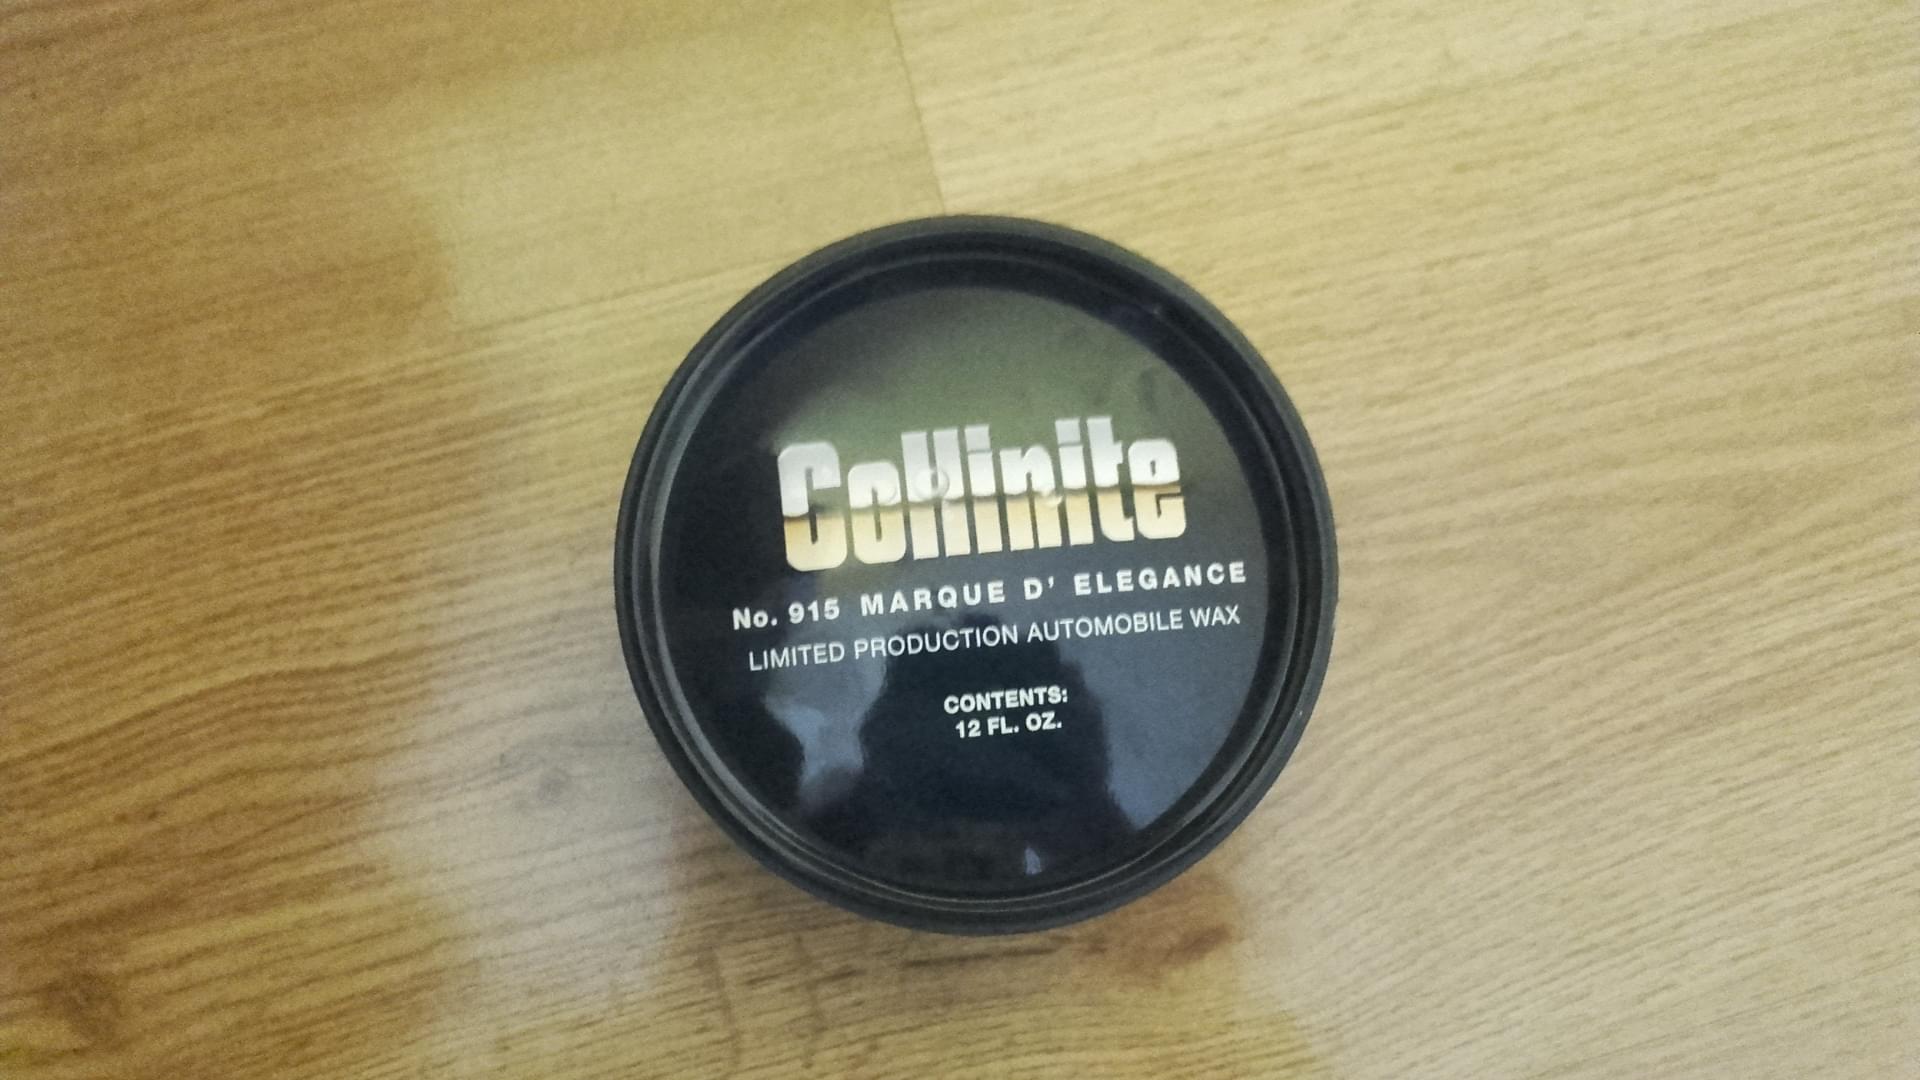 Collinite
No. 915 MARQUE D' ELEGANCE
LIMITED PRODUCTION AUTOMOBILE WAX
CONTENTS:
12 FL. OZ.